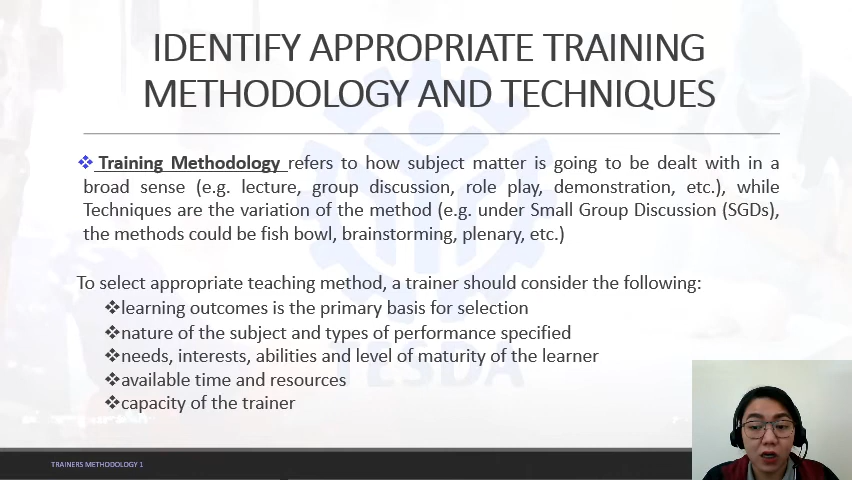 IDENTIFY APPROPRIATE TRAINING
METHODOLOGY AND TECHNIQUES
❖ Training Methodology refers to how subject matter is going to be dealt with in a
broad sense (e.g. lecture, group discussion, role play, demonstration, etc.), while
Techniques are the variation of the method (e.g. under Small Group Discussion (SGDs),
the methods could be fish bowl, brainstorming, plenary, etc.)
To select appropriate teaching method, a trainer should consider the following:
❖learning outcomes is the primary basis for selection
❖nature of the subject and types of performance specified
❖needs, interests, abilities and level of maturity of the learner
❖available time and resources
❖capacity of the trainer
TESDA
TRAINERS METHODOLOGY 1